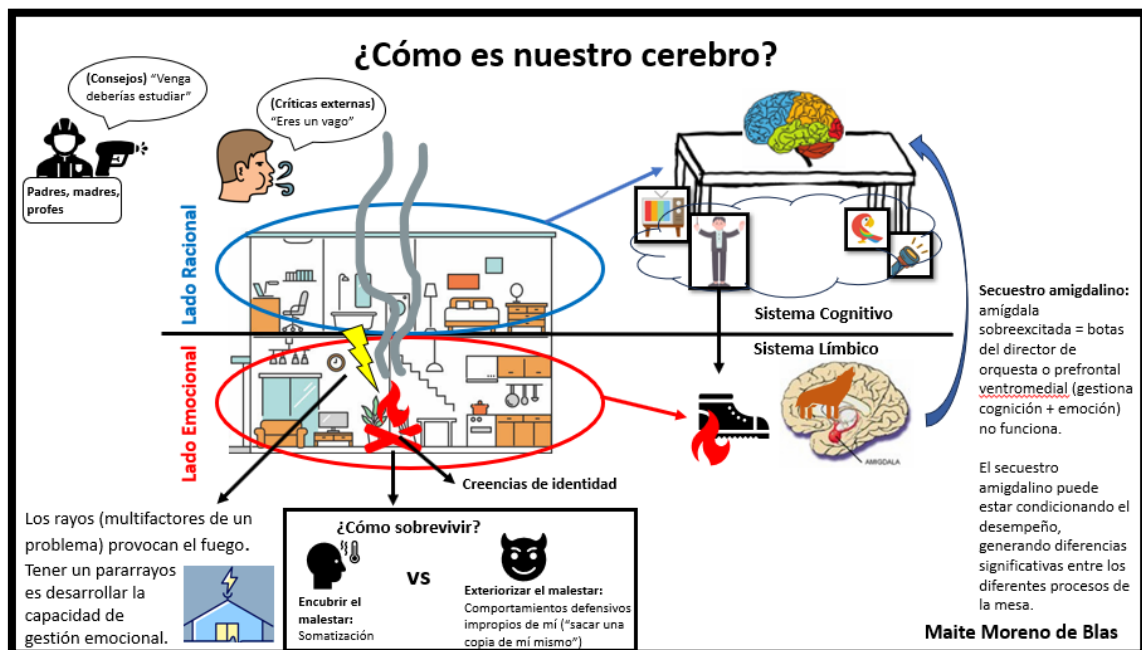 ¿Cómo es nuestro cerebro?
(Consejos) “Venga
deberías estudiar”
(Críticas externas)
“Eres un vago”
Padres, madres,
profes
Lado Racional
Lado Emocional
Sistema Cognitivo
Sistema Límbico
AMIGDALA
Secuestro amigdalino:
amígdala
sobreexcitada = botas
del director de
orquesta o prefrontal
ventromedial (gestiona
cognición + emoción)
no funciona.
El secuestro
amigdalino puede
estar condicionando el
desempeño,
generando diferencias
significativas entre los
diferentes procesos de
la mesa.
Creencias de identidad
Los rayos (multifactores de un
problema) provocan el fuego.
Tener un pararrayos
es desarrollar la
capacidad de
gestión emocional.
¿Cómo sobrevivir?
vs
Encubrir el
malestar:
Somatización
Exteriorizar el malestar:
Comportamientos defensivos
impropios de mí (“sacar una
copia de mí mismo”)
Maite Moreno de Blas